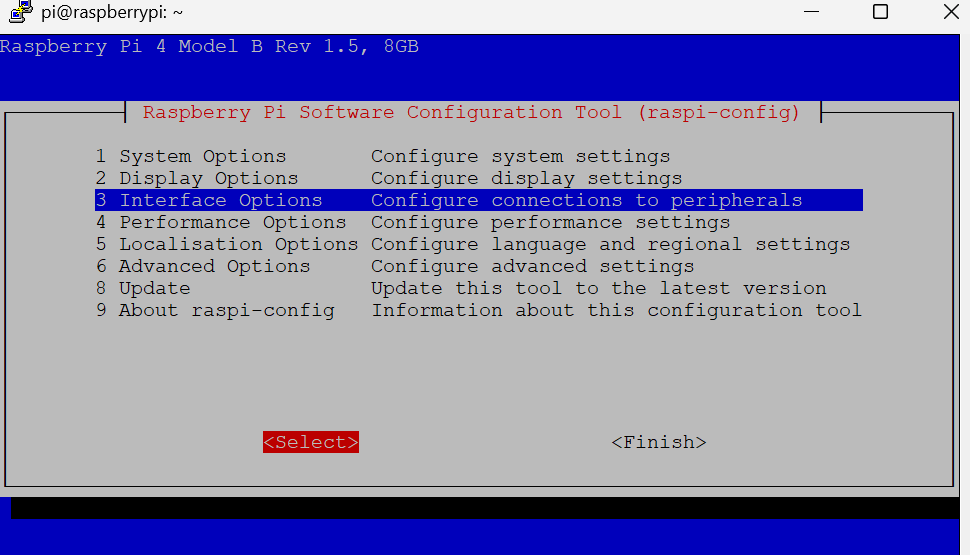 pi@raspberrypi: ~
Raspberry Pi 4 Model B Rev 1.5, 8GB
Raspberry Pi Software Configuration Tool (raspi-config)
1 System Options Configure system settings
2 Display Options Configure display settings
3 Interface Options Configure connections to peripherals
4 Performance Options Configure performance settings
5 Localisation Options Configure language and regional settings
6 Advanced Options Configure advanced settings
8 Update Update this tool to the latest version
9 About raspi-config Information about this configuration tool
<Select> <Finish>